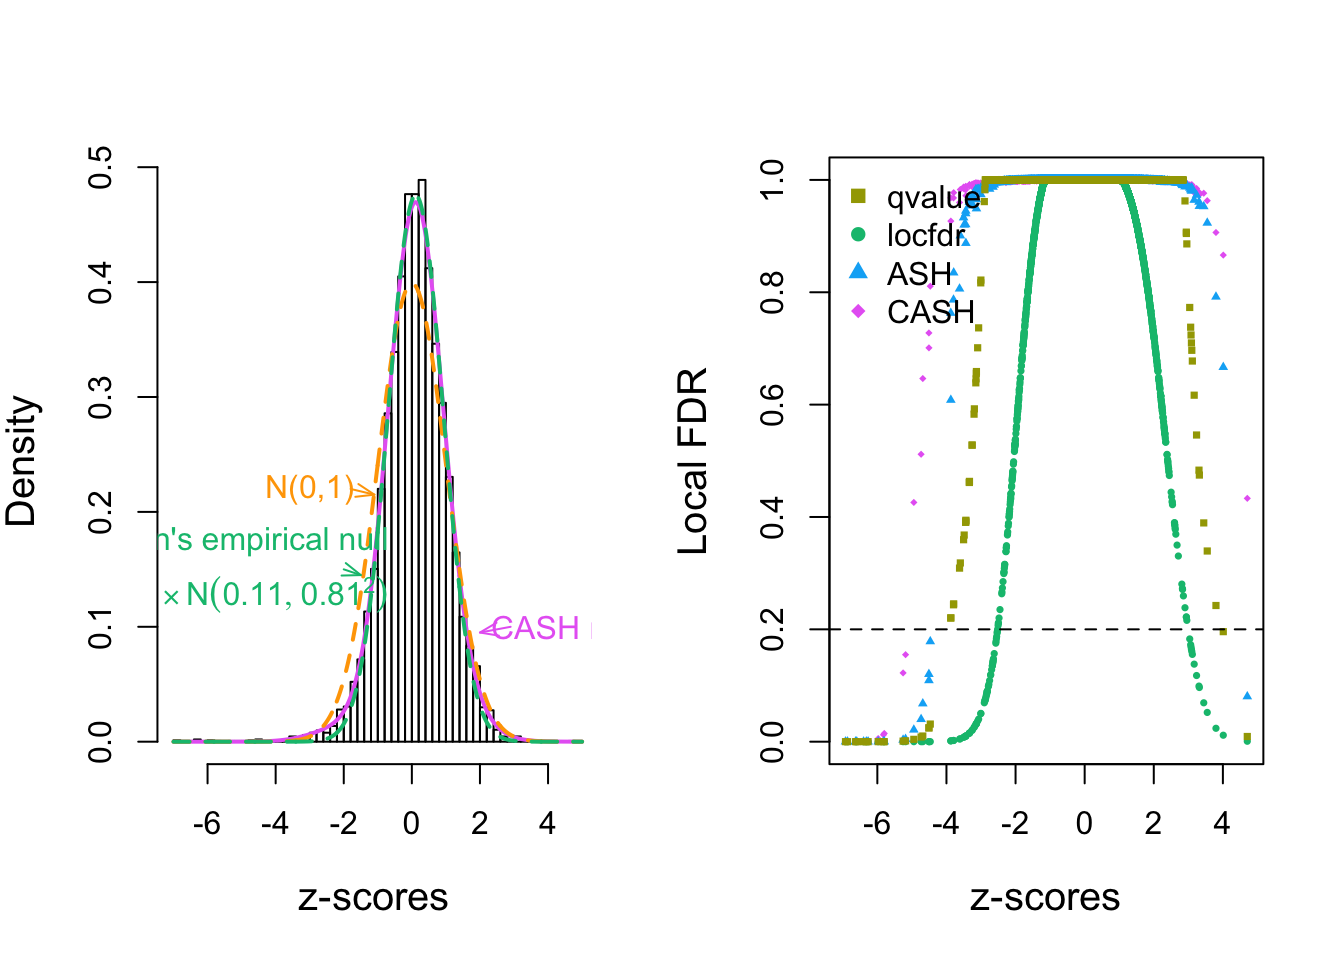 Density
0.0 0.1 0.2 0.3 0.4 0.5
N(0,1)
n's empirical null
×N(0.11, 0.81²)
CASH
-6 -4 -2 0 2 4
z-scores
Local FDR
0.0 0.2 0.4 0.6 0.8 1.0
qvalue
locfdr
ASH
CASH
-6 -4 -2 0 2 4
z-scores